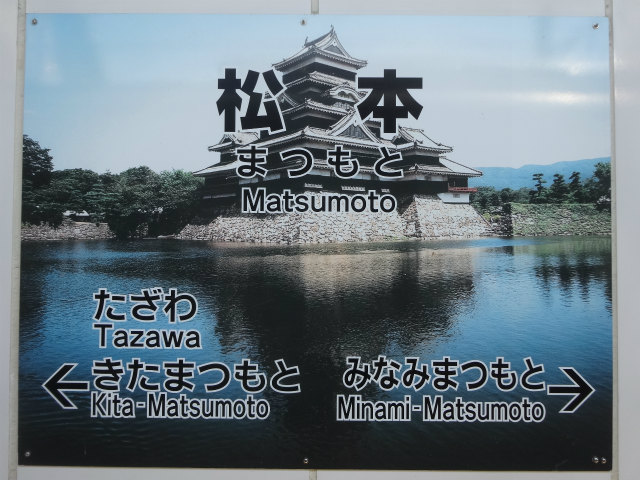 松本
まつもと
Matsumoto
たざわ
Tazawa
← きたまつもと
Kita-Matsumoto
みなみまつもと →
Minami-Matsumoto